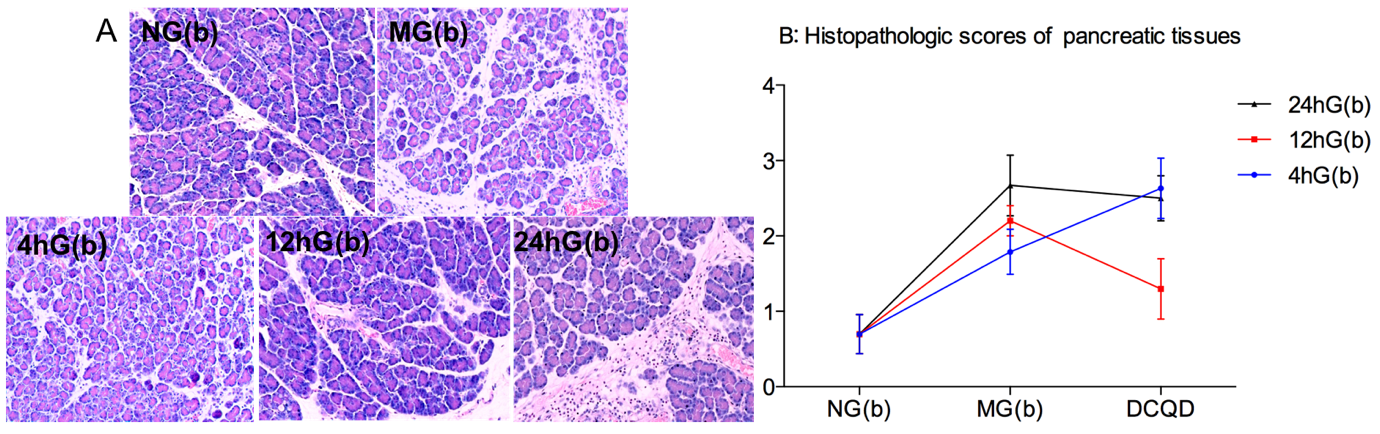 A
NG(b)
MG(b)
4hG(b)
12hG(b)
24hG(b)
B: Histopathologic scores of pancreatic tissues
4
3
2
1
0
NG(b)
MG(b)
DCQD
24hG(b)
12hG(b)
4hG(b)